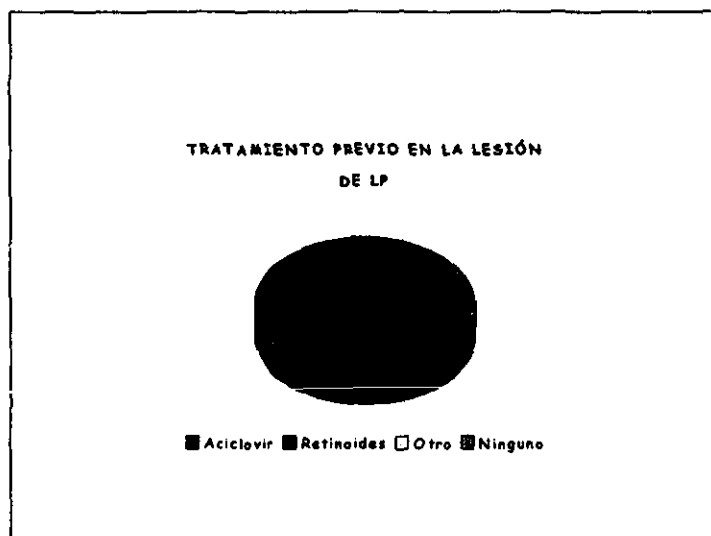 TRATAMIENTO PREVIO EN LA LESIÓN
DE LP
Aciclovir Retinoides Otro Ninguno